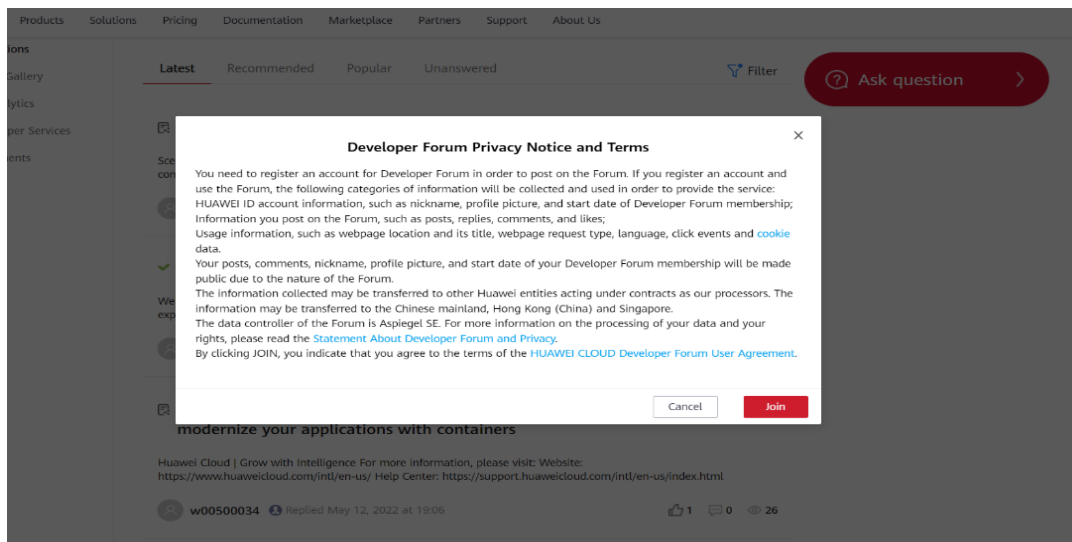 Products Solutions Pricing Documentation Marketplace Partners Support About Us
ions
Gallery
lytics
per Services
ents
Latest Recommended Popular Unanswered
Filter
Ask question
Sce
con
We
exp
Developer Forum Privacy Notice and Terms
You need to register an account for Developer Forum in order to post on the Forum. If you register an account and
use the Forum, the following categories of information will be collected and used in order to provide the service:
HUAWEI ID account information, such as nickname, profile picture, and start date of Developer Forum membership;
Information you post on the Forum, such as posts, replies, comments, and likes;
Usage information, such as webpage location and its title, webpage request type, language, click events and cookie
data.
Your posts, comments, nickname, profile picture, and start date of your Developer Forum membership will be made
public due to the nature of the Forum.
The information collected may be transferred to other Huawei entities acting under contracts as our processors. The
information may be transferred to the Chinese mainland, Hong Kong (China) and Singapore.
The data controller of the Forum is Aspiegel SE. For more information on the processing of your data and your
rights, please read the Statement About Developer Forum and Privacy.
By clicking JOIN, you indicate that you agree to the terms of the HUAWEI CLOUD Developer Forum User Agreement.
Cancel Join
modernize your applications with containers
Huawei Cloud | Grow with Intelligence For more information, please visit: Website:
https://www.huaweicloud.com/intl/en-us/ Help Center: https://support.huaweicloud.com/intl/en-us/index.html
w00500034 Replied May 12, 2022 at 19:06 1 0 26